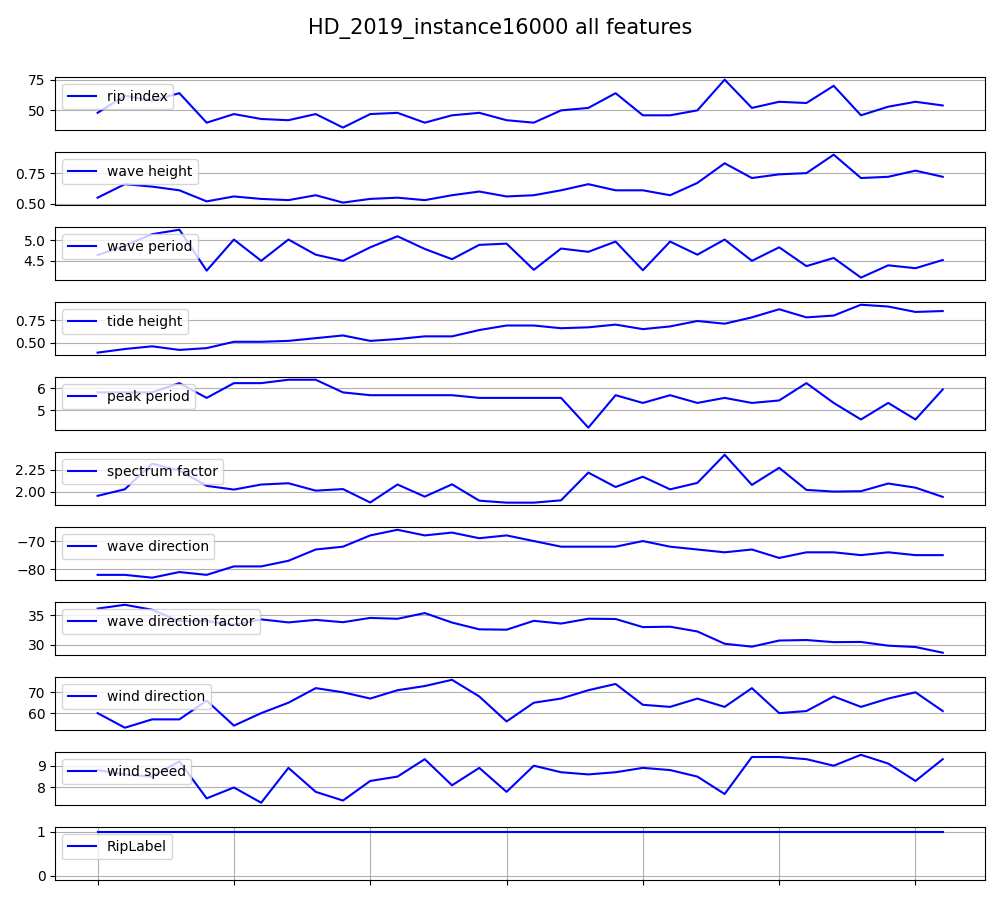 HD_2019_instance16000 all features
75
50
rip index
0.75
0.50
wave height
5.0
4.5
wave period
0.75
0.50
tide height
6
5
peak period
2.25
2.00
spectrum factor
−70
−80
wave direction
35
30
wave direction factor
70
60
wind direction
9
8
wind speed
1
0
RipLabel